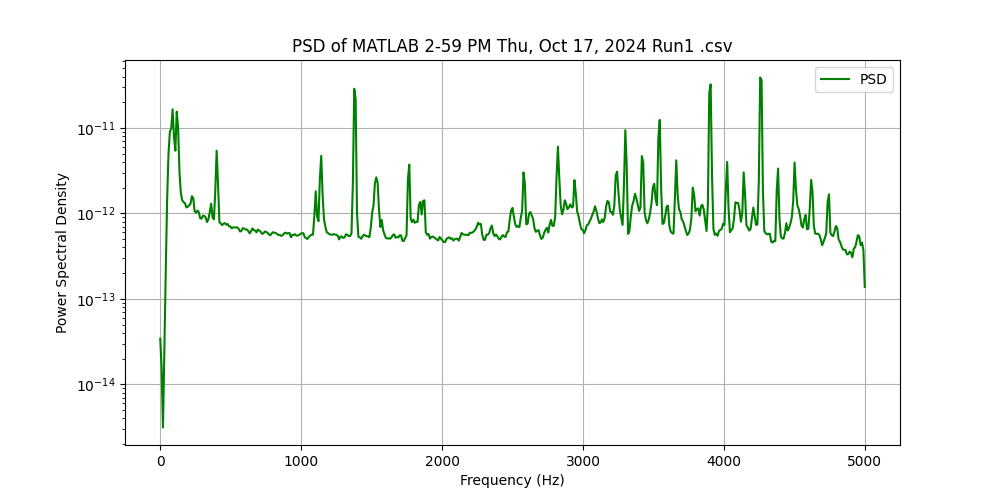 PSD of MATLAB 2-59 PM Thu, Oct 17, 2024 Run1 .csv
PSD
Power Spectral Density
10⁻¹¹
10⁻¹²
10⁻¹³
10⁻¹⁴
0 1000 2000 3000 4000 5000
Frequency (Hz)